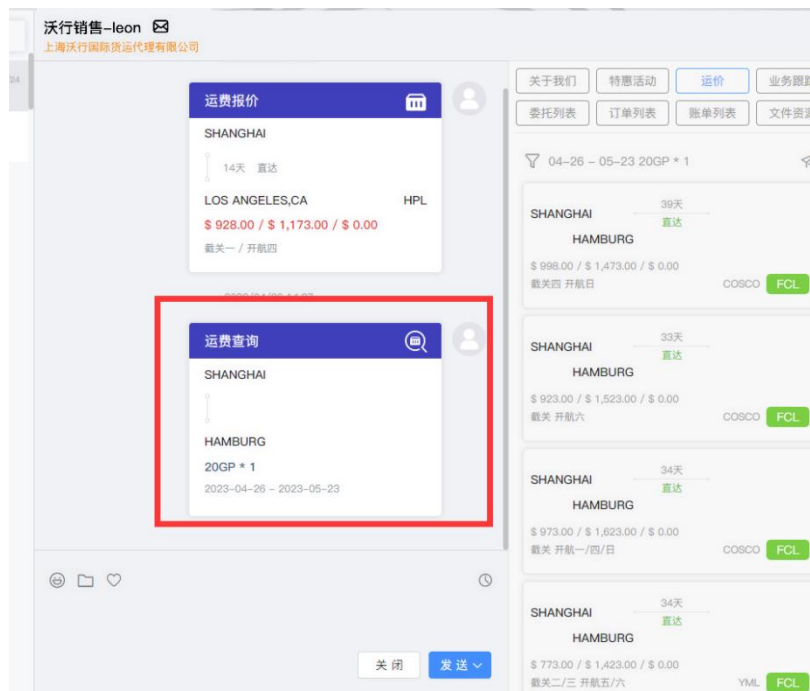 沃行销售-leon
上海沃行国际货运代理有限公司
24
运费报价
SHANGHAI
14天 直达
LOS ANGELES,CA HPL
$ 928.00 / $ 1,173.00 / $ 0.00
截关一 / 开航四
运费查询
SHANGHAI
HAMBURG
20GP * 1
2023-04-26 - 2023-05-23
关闭 发送
关于我们 特惠活动 运价 业务跟踪
委托列表 订单列表 账单列表 文件资源
04-26 - 05-23 20GP * 1
SHANGHAI 39天
直达
HAMBURG
$ 998.00 / $ 1,473.00 / $ 0.00
截关四 开航日 COSCO FCL
SHANGHAI 33天
直达
HAMBURG
$ 923.00 / $ 1,523.00 / $ 0.00
截关 开航六 COSCO FCL
SHANGHAI 34天
直达
HAMBURG
$ 973.00 / $ 1,623.00 / $ 0.00
截关 开航一/四/日 COSCO FCL
SHANGHAI 34天
直达
HAMBURG
$ 773.00 / $ 1,423.00 / $ 0.00
截关二/三 开航五/六 YML FCL